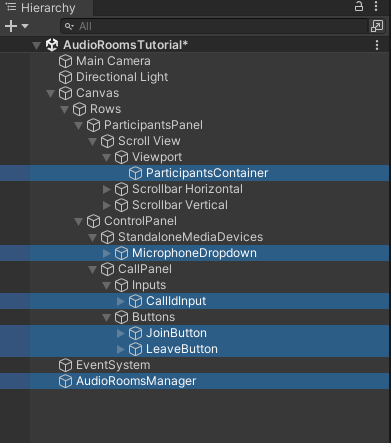 Hierarchy
All
AudioRoomsTutorial*
Main Camera
Directional Light
Canvas
Rows
ParticipantsPanel
Scroll View
Viewport
ParticipantsContainer
Scrollbar Horizontal
Scrollbar Vertical
ControlPanel
StandaloneMediaDevices
MicrophoneDropdown
CallPanel
Inputs
CallIdInput
Buttons
JoinButton
LeaveButton
EventSystem
AudioRoomsManager